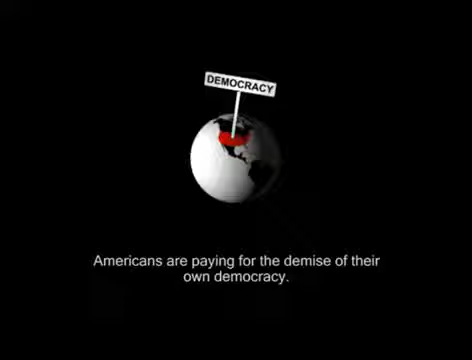 DEMOCRACY
Americans are paying for the demise of their
own democracy.